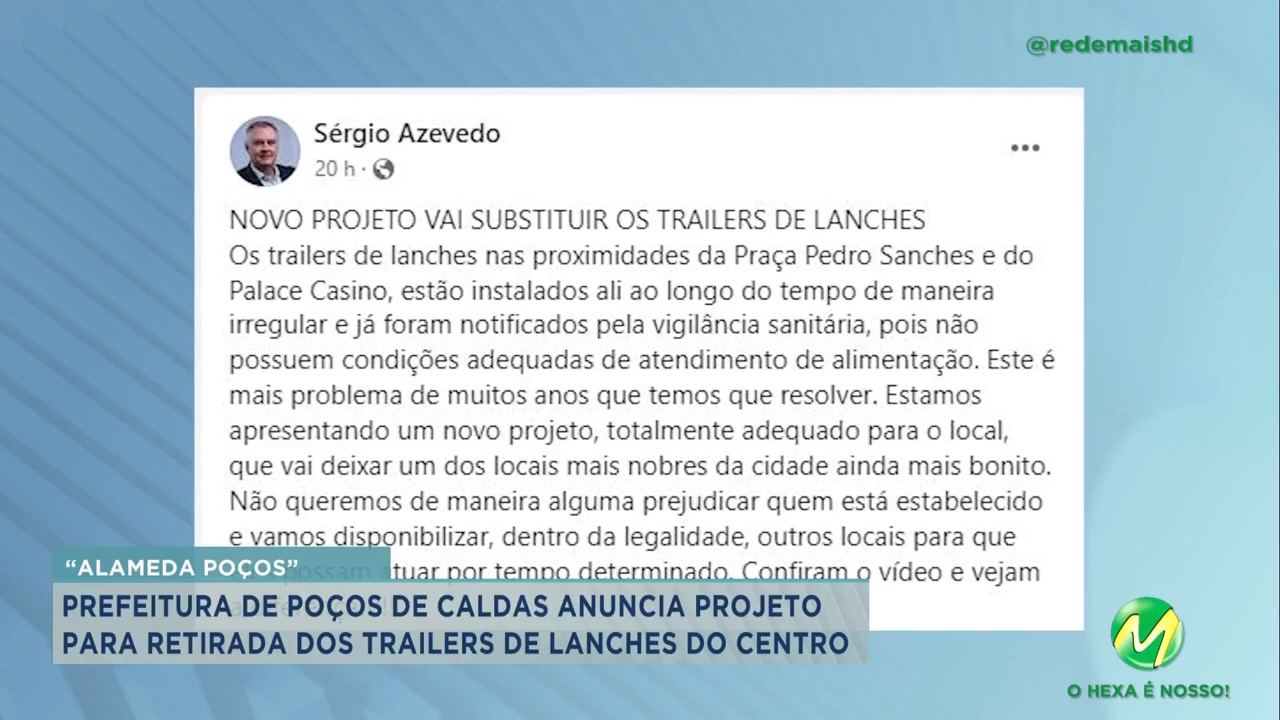 @redemaishd
Sérgio Azevedo
20 h ·
NOVO PROJETO VAI SUBSTITUIR OS TRAILERS DE LANCHES
Os trailers de lanches nas proximidades da Praça Pedro Sanches e do
Palace Casino, estão instalados ali ao longo do tempo de maneira
irregular e já foram notificados pela vigilância sanitária, pois não
possuem condições adequadas de atendimento de alimentação. Este é
mais problema de muitos anos que temos que resolver. Estamos
apresentando um novo projeto, totalmente adequado para o local,
que vai deixar um dos locais mais nobres da cidade ainda mais bonito.
Não queremos de maneira alguma prejudicar quem está estabelecido
e vamos disponibilizar, dentro da legalidade, outros locais para que
possam atuar por tempo determinado. Confiram o vídeo e vejam
“ALAMEDA POÇOS”
PREFEITURA DE POÇOS DE CALDAS ANUNCIA PROJETO
PARA RETIRADA DOS TRAILERS DE LANCHES DO CENTRO
M
O HEXA É NOSSO!